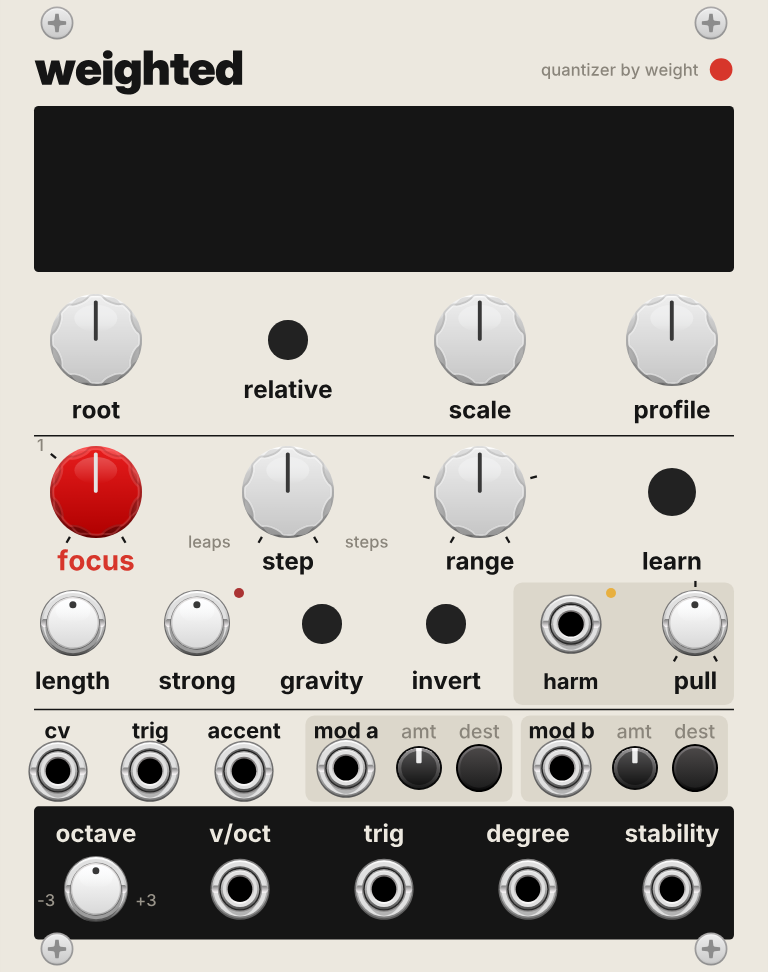 weighted
quantizer by weight
root
relative
scale
profile
1
focus
leaps
step
steps
range
learn
length
strong
gravity
invert
harm
pull
cv
trig
accent
mod a
amt
dest
mod b
amt
dest
octave
v/oct
trig
degree
stability
-3
+3